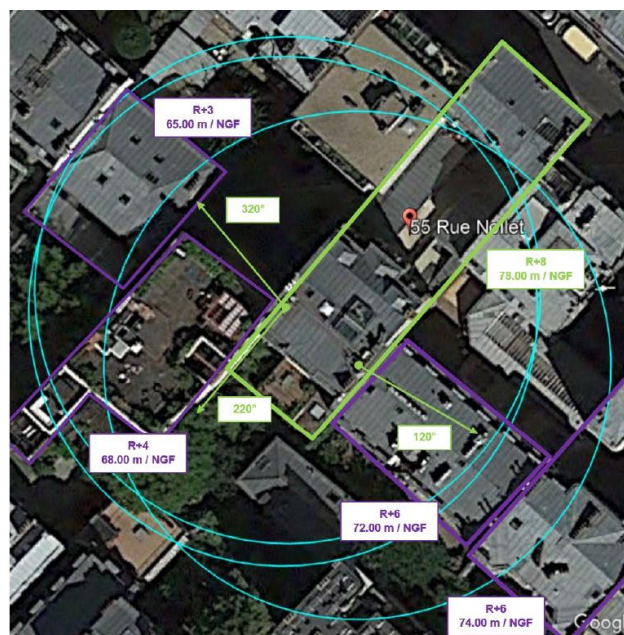 R+3
65.00 m / NGF
320°
55 Rue Nollet
R+8
78.00 m / NGF
220°
120°
R+4
68.00 m / NGF
R+6
72.00 m / NGF
R+6
74.00 m / NGF
Googl